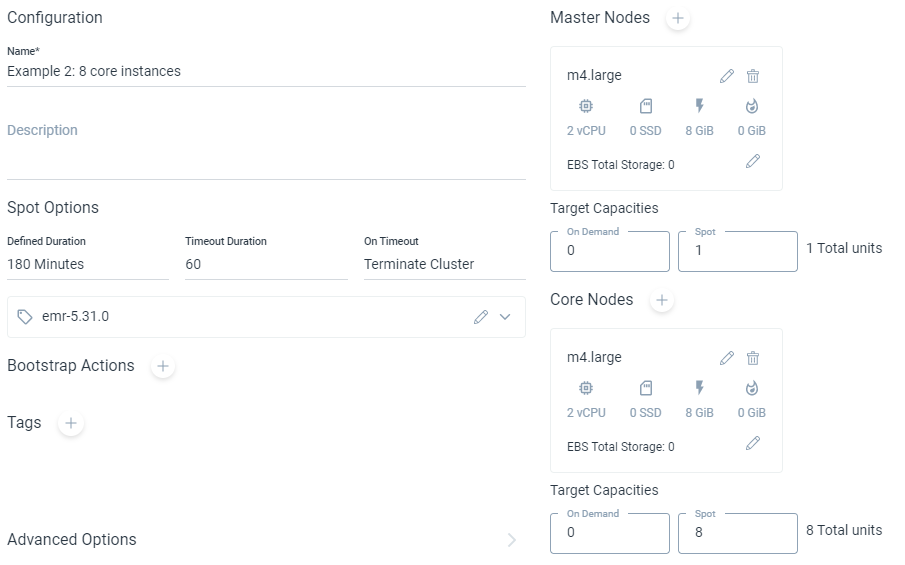 Configuration
Name*
Example 2: 8 core instances
Description
Spot Options
Defined Duration
Timeout Duration
On Timeout
180 Minutes
60
Terminate Cluster
emr-5.31.0
Bootstrap Actions
Tags
Advanced Options
Master Nodes
m4.large
2 vCPU
0 SSD
8 GiB
0 GiB
EBS Total Storage: 0
Target Capacities
On Demand
Spot
0
1
1 Total units
Core Nodes
m4.large
2 vCPU
0 SSD
8 GiB
0 GiB
EBS Total Storage: 0
Target Capacities
On Demand
Spot
0
8
8 Total units